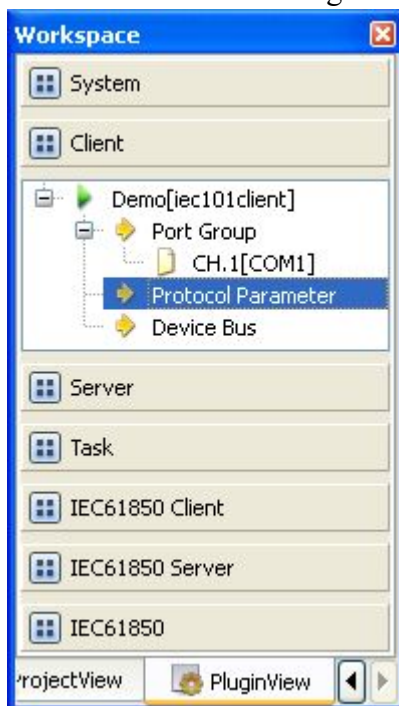 Workspace
System
Client
Demo[iec101client]
Port Group
CH.1[COM1]
Protocol Parameter
Device Bus
Server
Task
IEC61850 Client
IEC61850 Server
IEC61850
rojectView PluginView